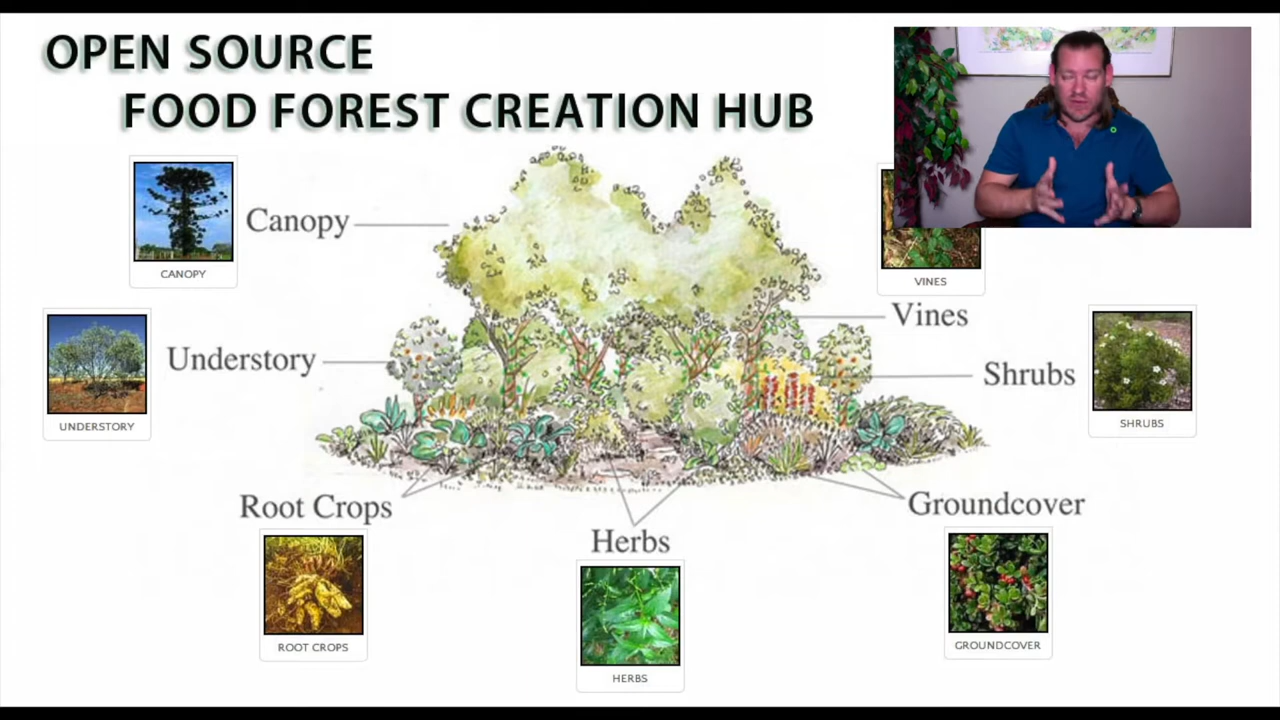 OPEN SOURCE
FOOD FOREST CREATION HUB
CANOPY
Canopy
VINES
Vines
UNDERSTORY
Understory
Shrubs
SHRUBS
Root Crops
ROOT CROPS
Herbs
HERBS
Groundcover
GROUNDCOVER